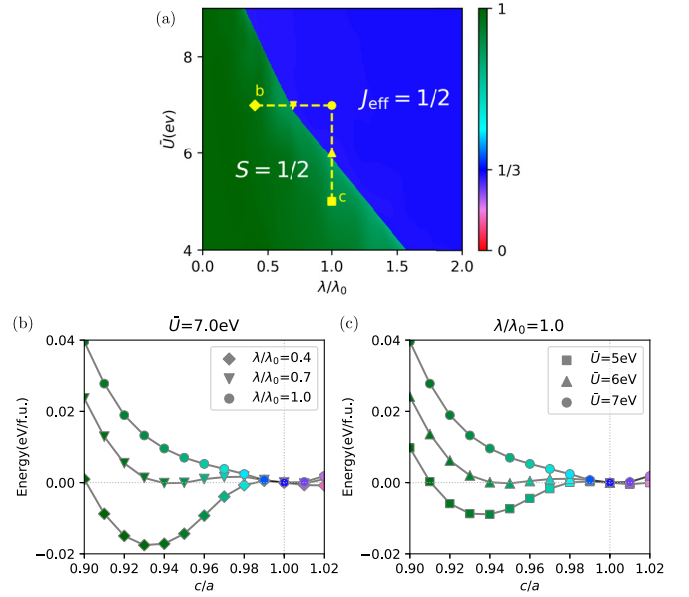 (a)
8
6
4
Ū(ev)
b
c
S = 1/2
J_eff = 1/2
0.0 0.5 1.0 1.5 2.0
λ/λ₀
1
1/3
0
(b)
Ū=7.0eV
0.04
0.02
0.00
−0.02
Energy(eV/f.u.)
λ/λ₀=0.4
λ/λ₀=0.7
λ/λ₀=1.0
0.90 0.92 0.94 0.96 0.98 1.00 1.02
c/a
(c)
λ/λ₀=1.0
0.04
0.02
0.00
−0.02
Energy(eV/f.u.)
Ū=5eV
Ū=6eV
Ū=7eV
0.90 0.92 0.94 0.96 0.98 1.00 1.02
c/a